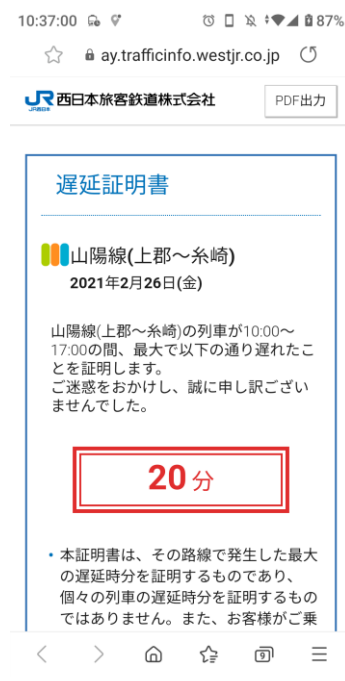 10:37:00
87%
ay.trafficinfo.westjr.co.jp
JR 西日本旅客鉄道株式会社
JR西日本
PDF出力
遅延証明書
山陽線(上郡〜糸崎)
2021年2月26日(金)
山陽線(上郡〜糸崎)の列車が10:00〜
17:00の間、最大で以下の通り遅れたこ
とを証明します。
ご迷惑をおかけし、誠に申し訳ござい
ませんでした。
20分
・本証明書は、その路線で発生した最大
の遅延時分を証明するものであり、
個々の列車の遅延時分を証明するもの
ではありません。また、お客様がご乗
9